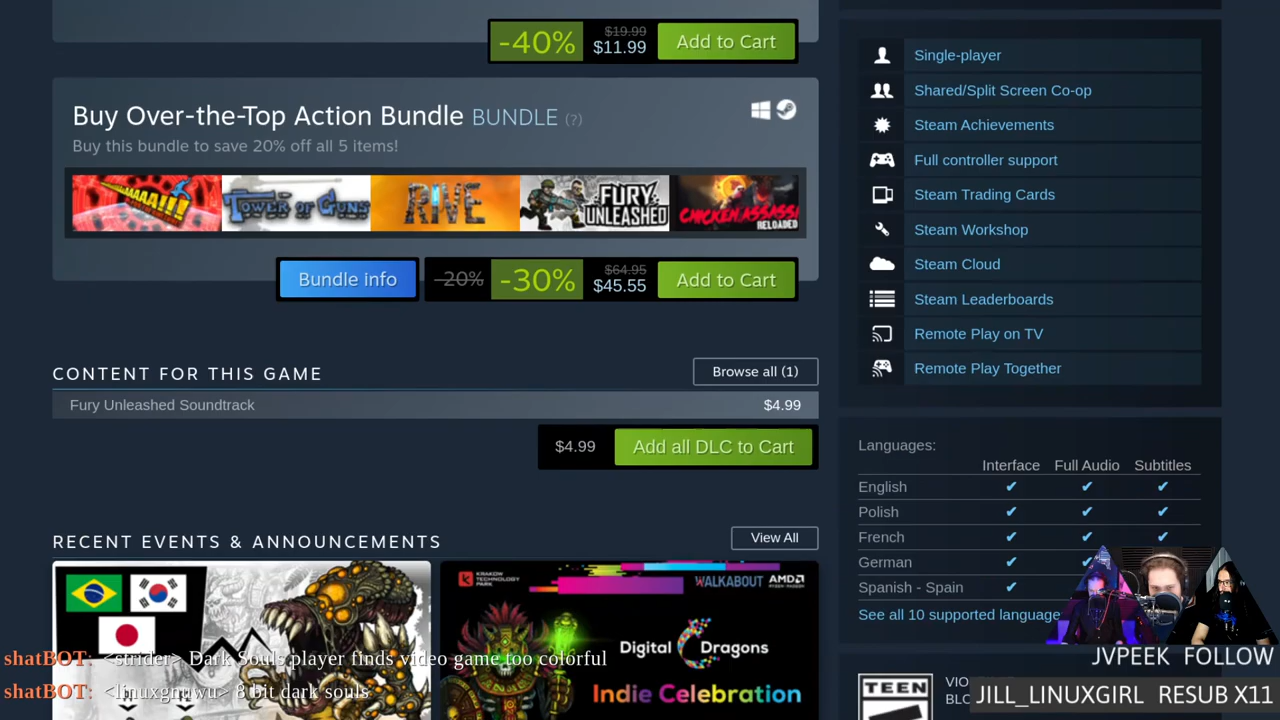 -40% $19.99 $11.99 Add to Cart
Buy Over-the-Top Action Bundle BUNDLE (?)
Buy this bundle to save 20% off all 5 items!
AAA!!! TOWER OF GUNS RIVE FURY UNLEASHED CHICKEN ASSASSI RELOADED
Bundle info -20% -30% $64.95 $45.55 Add to Cart
CONTENT FOR THIS GAME Browse all (1)
Fury Unleashed Soundtrack $4.99
$4.99 Add all DLC to Cart
RECENT EVENTS & ANNOUNCEMENTS View All
KRAKOW TECHNOLOGY PARK WALKABOUT AMD
Digital Dragons
Indie Celebration
shatBOT: <strider> Dark Souls player finds video game too colorful
shatBOT: <linuxgnuwu> 8 bit dark souls
Single-player
Shared/Split Screen Co-op
Steam Achievements
Full controller support
Steam Trading Cards
Steam Workshop
Steam Cloud
Steam Leaderboards
Remote Play on TV
Remote Play Together
Languages:
Interface Full Audio Subtitles
English ✔ ✔ ✔
Polish ✔ ✔ ✔
French ✔ ✔ ✔
German ✔ ✔ ✔
Spanish - Spain ✔
See all 10 supported language
JVPEEK FOLLOW
TEEN
JILL_LINUXGIRL RESUB X11